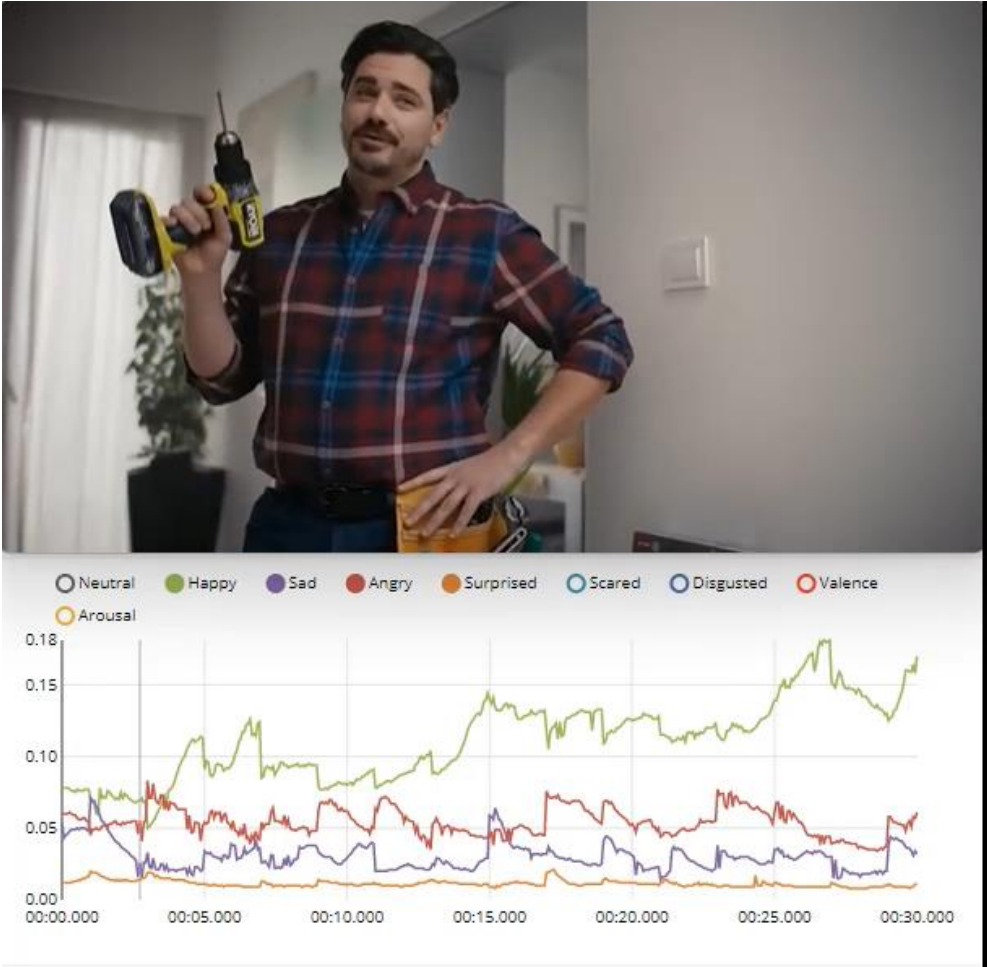 RYOBI
Neutral Happy Sad Angry Surprised Scared Disgusted Valence
Arousal
0.18
0.15
0.10
0.05
0.00
00:00.000 00:05.000 00:10.000 00:15.000 00:20.000 00:25.000 00:30.000